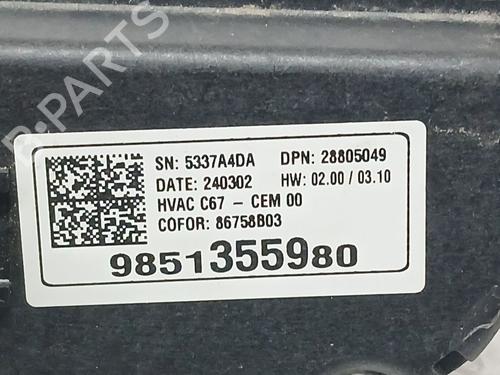 B-PARTS
SN: 5337A4DA DPN: 28805049
DATE: 240302 HW: 02.00 / 03.10
HVAC C67 - CEM 00
COFOR: 86758B03
9851355980